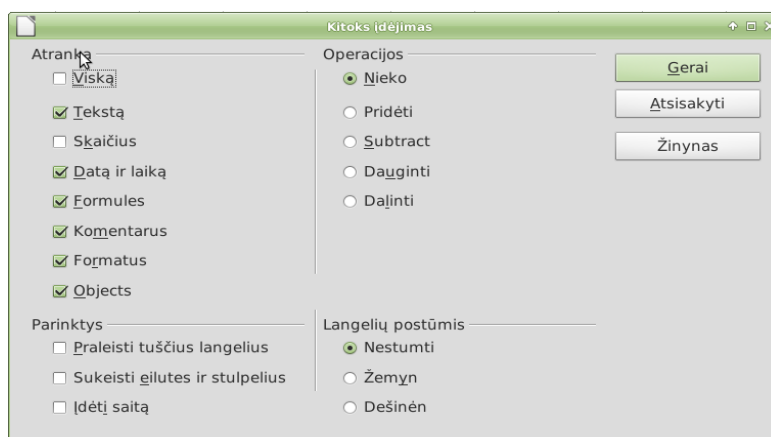 Kitoks įdėjimas
Atranką
Viską
Tekstą
Skaičius
Datą ir laiką
Formules
Komentarus
Formatus
Objects
Operacijos
Nieko
Pridėti
Subtract
Dauginti
Dalinti
Gerai
Atsisakyti
Žinynas
Parinktys
Praleisti tuščius langelius
Sukeisti eilutes ir stulpelius
Įdėti saitą
Langelių postūmis
Nestumti
Žemyn
Dešinėn